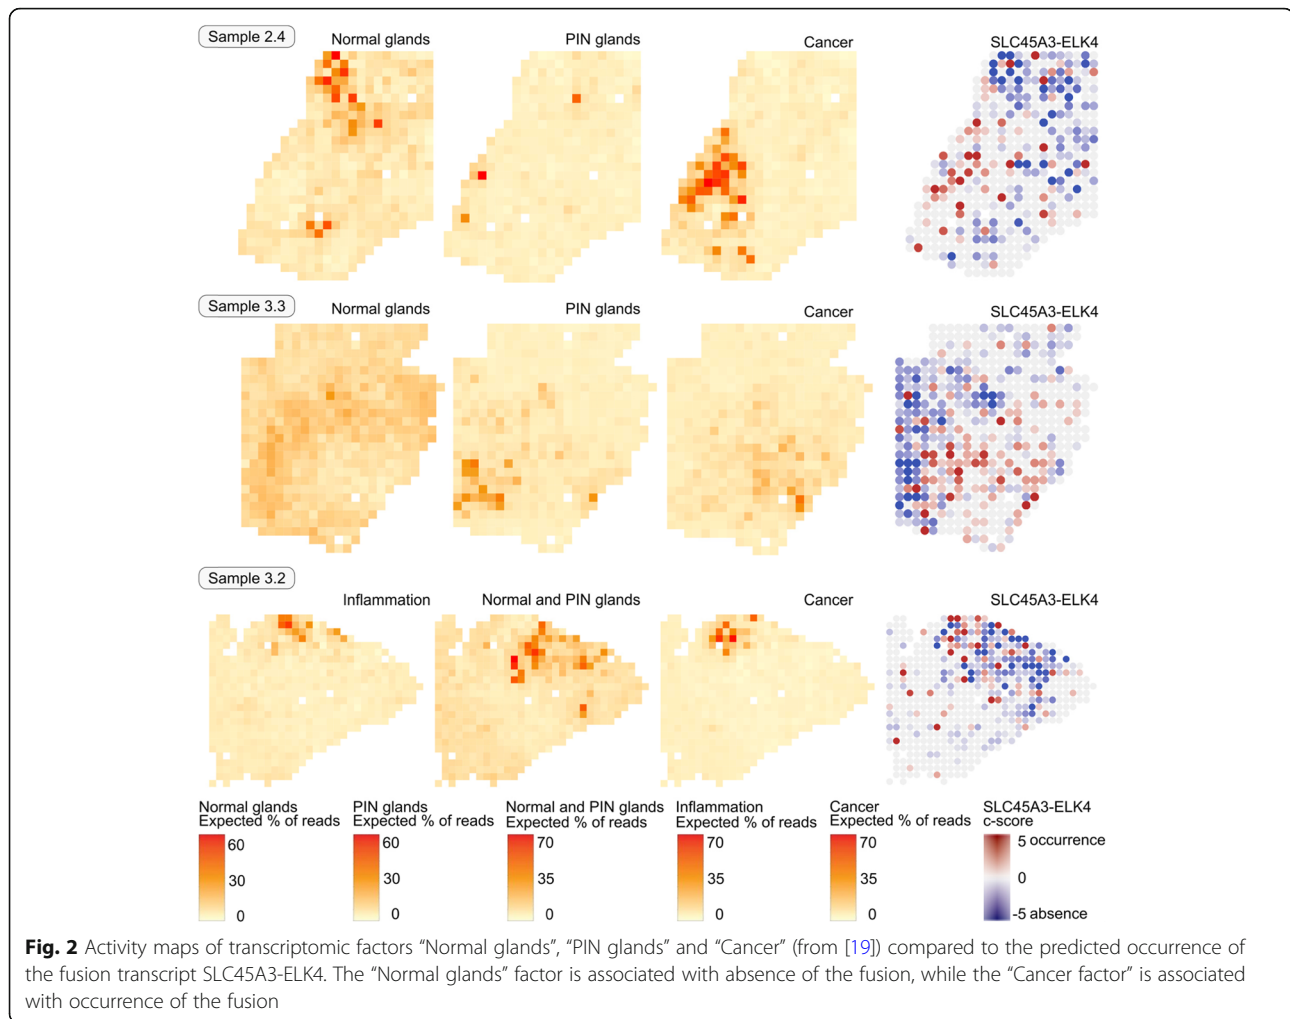 Sample 2.4
Normal glands
PIN glands
Cancer
SLC45A3-ELK4
Sample 3.3
Normal glands
PIN glands
Cancer
SLC45A3-ELK4
Sample 3.2
Inflammation
Normal and PIN glands
Cancer
SLC45A3-ELK4
Normal glands
Expected % of reads
60
30
0
PIN glands
Expected % of reads
60
30
0
Normal and PIN glands
Expected % of reads
70
35
0
Inflammation
Expected % of reads
70
35
0
Cancer
Expected % of reads
70
35
0
SLC45A3-ELK4
c-score
5 occurrence
0
-5 absence
Fig. 2 Activity maps of transcriptomic factors “Normal glands”, “PIN glands” and “Cancer” (from [19]) compared to the predicted occurrence of
the fusion transcript SLC45A3-ELK4. The “Normal glands” factor is associated with absence of the fusion, while the “Cancer factor” is associated
with occurrence of the fusion